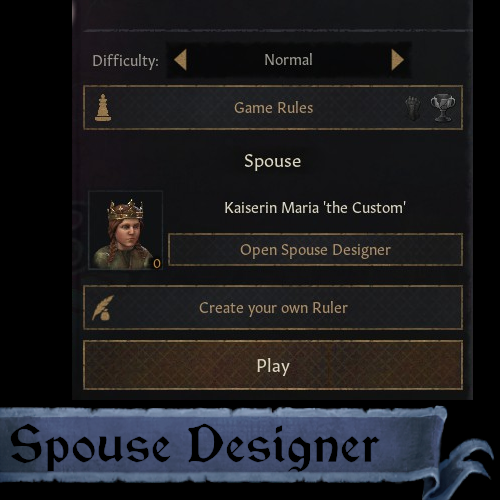 Difficulty: Normal
Game Rules
Spouse
Kaiserin Maria 'the Custom'
0
Open Spouse Designer
Create your own Ruler
Play
Spouse Designer